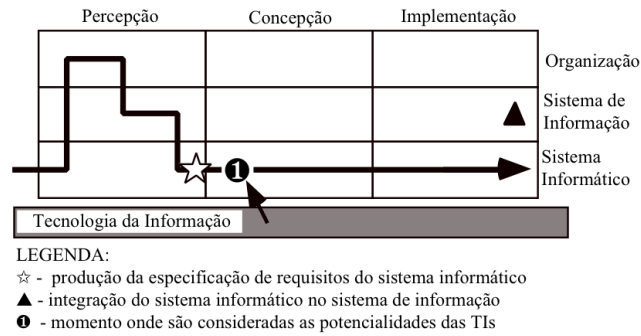 Percepção Concepção Implementação
Organização
Sistema de
Informação
Sistema
Informático
❶
Tecnologia da Informação
LEGENDA:
☆ - produção da especificação de requisitos do sistema informático
▲ - integração do sistema informático no sistema de informação
❶ - momento onde são consideradas as potencialidades das TIs